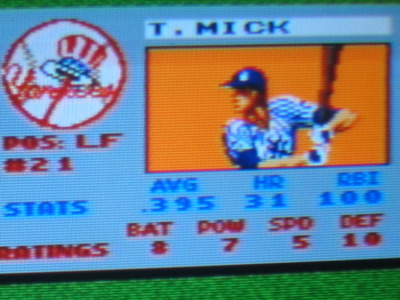 T. MICK
Yankees
POS: LF
#21
AVG HR RBI
STATS .395 31 100
BAT POW SPD DEF
RATINGS 8 7 5 10